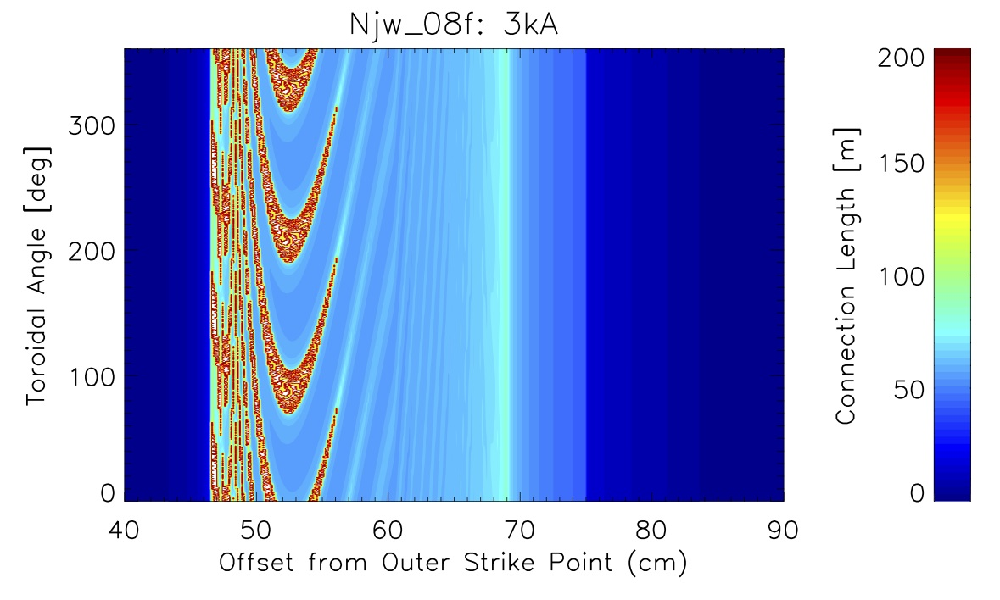 Njw_08f: 3kA
200
150
100
50
0
Connection Length [m]
300
200
100
0
Toroidal Angle [deg]
40 50 60 70 80 90
Offset from Outer Strike Point (cm)